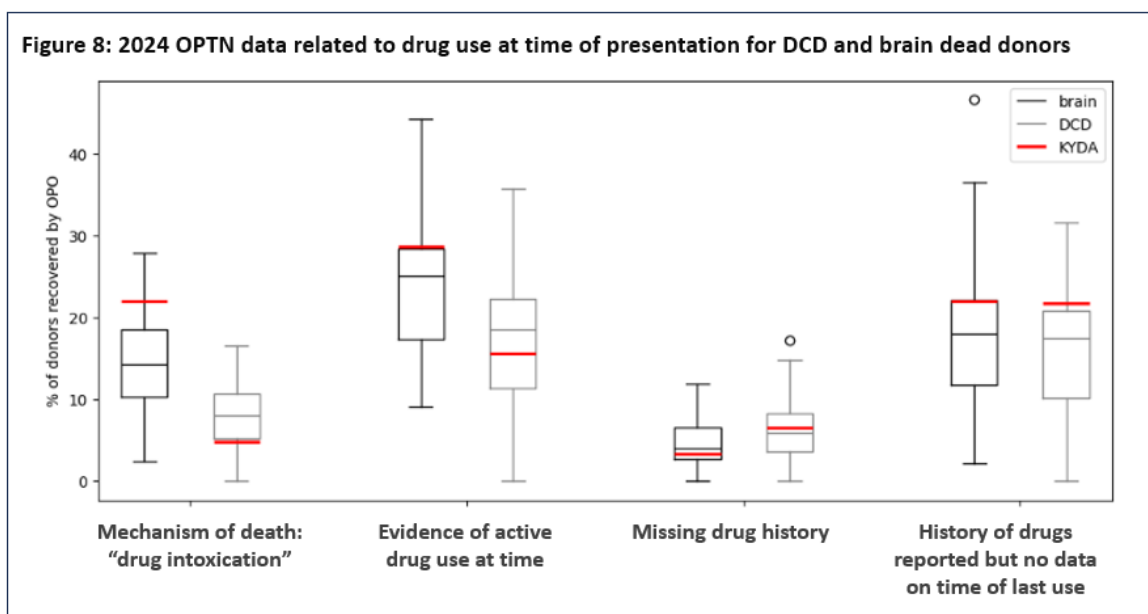 Figure 8: 2024 OPTN data related to drug use at time of presentation for DCD and brain dead donors
brain
DCD
KYDA
% of donors recovered by OPO
40
30
20
10
0
Mechanism of death:
“drug intoxication”
Evidence of active
drug use at time
Missing drug history
History of drugs
reported but no data
on time of last use